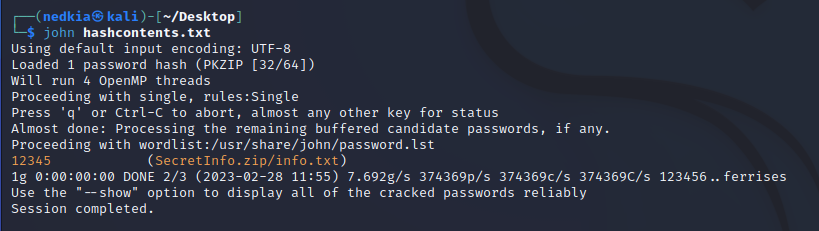 ┌──(nedkia㉿kali)-[~/Desktop]
└─$ john hashcontents.txt
Using default input encoding: UTF-8
Loaded 1 password hash (PKZIP [32/64])
Will run 4 OpenMP threads
Proceeding with single, rules:Single
Press 'q' or Ctrl-C to abort, almost any other key for status
Almost done: Processing the remaining buffered candidate passwords, if any.
Proceeding with wordlist:/usr/share/john/password.lst
12345            (SecretInfo.zip/info.txt)
1g 0:00:00:00 DONE 2/3 (2023-02-28 11:55) 7.692g/s 374369p/s 374369c/s 374369C/s 123456..ferrises
Use the "--show" option to display all of the cracked passwords reliably
Session completed.